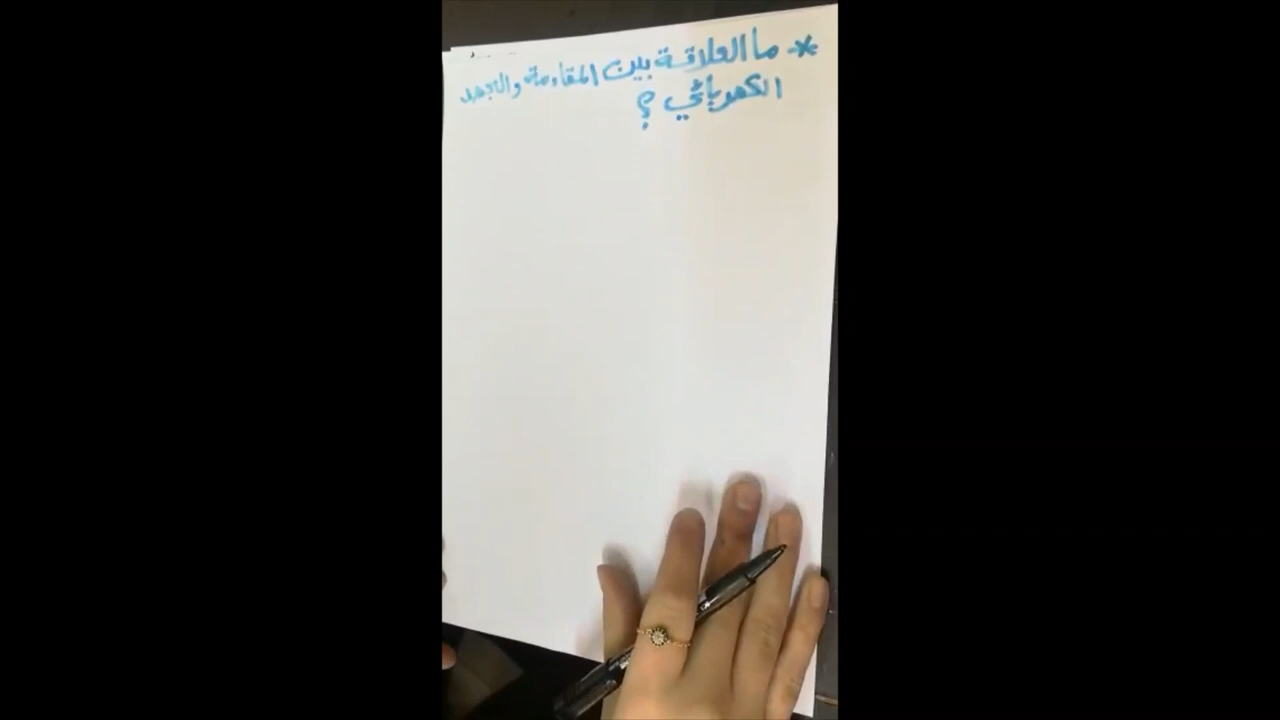 * ما العلاقة بين المقاومة والجهد
الكهربائي ؟